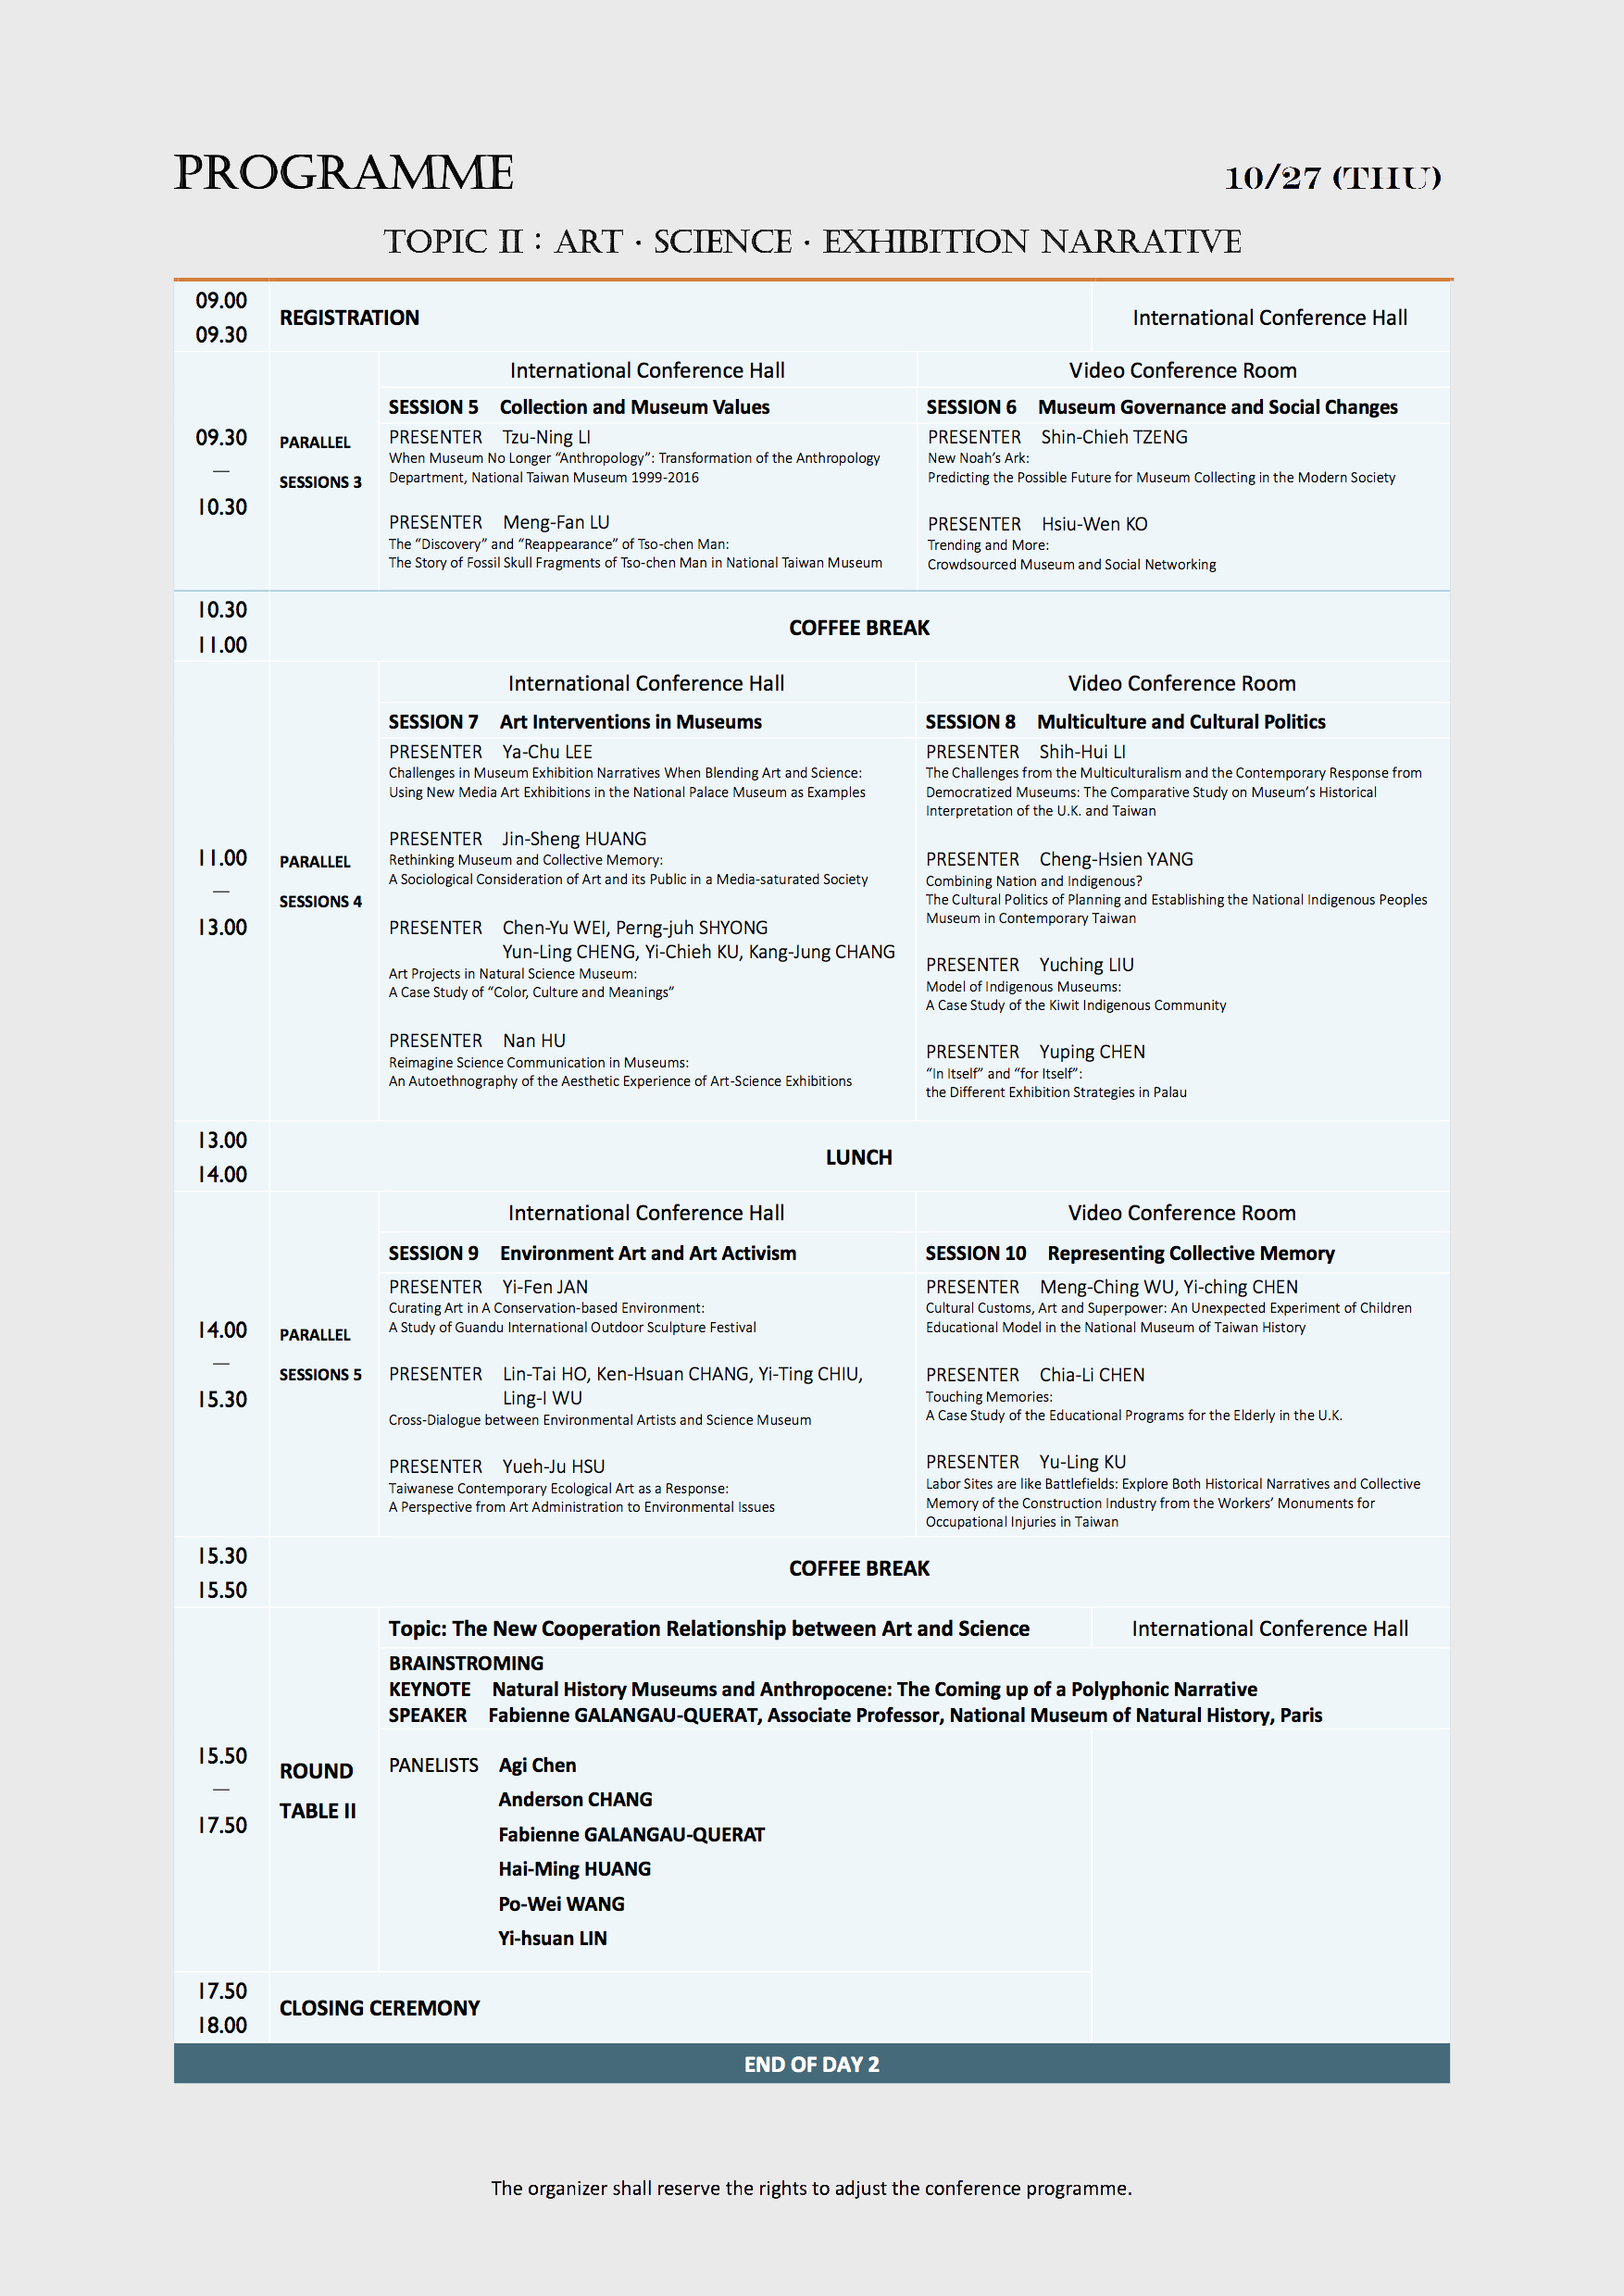 PROGRAMME
10/27 (THU)
TOPIC II : ART · SCIENCE · EXHIBITION NARRATIVE
09.00
09.30
REGISTRATION
International Conference Hall
09.30
—
10.30
PARALLEL
SESSIONS 3
International Conference Hall
SESSION 5 Collection and Museum Values
PRESENTER Tzu-Ning LI
When Museum No Longer “Anthropology”: Transformation of the Anthropology
Department, National Taiwan Museum 1999-2016
PRESENTER Meng-Fan LU
The “Discovery” and “Reappearance” of Tso-chen Man:
The Story of Fossil Skull Fragments of Tso-chen Man in National Taiwan Museum
Video Conference Room
SESSION 6 Museum Governance and Social Changes
PRESENTER Shin-Chieh TZENG
New Noah’s Ark:
Predicting the Possible Future for Museum Collecting in the Modern Society
PRESENTER Hsiu-Wen KO
Trending and More:
Crowdsourced Museum and Social Networking
10.30
11.00
COFFEE BREAK
11.00
—
13.00
PARALLEL
SESSIONS 4
International Conference Hall
SESSION 7 Art Interventions in Museums
PRESENTER Ya-Chu LEE
Challenges in Museum Exhibition Narratives When Blending Art and Science:
Using New Media Art Exhibitions in the National Palace Museum as Examples
PRESENTER Jin-Sheng HUANG
Rethinking Museum and Collective Memory:
A Sociological Consideration of Art and its Public in a Media-saturated Society
PRESENTER Chen-Yu WEI, Perng-juh SHYONG
Yun-Ling CHENG, Yi-Chieh KU, Kang-Jung CHANG
Art Projects in Natural Science Museum:
A Case Study of “Color, Culture and Meanings”
PRESENTER Nan HU
Reimagine Science Communication in Museums:
An Autoethnography of the Aesthetic Experience of Art-Science Exhibitions
Video Conference Room
SESSION 8 Multiculture and Cultural Politics
PRESENTER Shih-Hui LI
The Challenges from the Multiculturalism and the Contemporary Response from
Democratized Museums: The Comparative Study on Museum’s Historical
Interpretation of the U.K. and Taiwan
PRESENTER Cheng-Hsien YANG
Combining Nation and Indigenous?
The Cultural Politics of Planning and Establishing the National Indigenous Peoples
Museum in Contemporary Taiwan
PRESENTER Yuching LIU
Model of Indigenous Museums:
A Case Study of the Kiwit Indigenous Community
PRESENTER Yuping CHEN
“In Itself” and “for Itself”:
the Different Exhibition Strategies in Palau
13.00
14.00
LUNCH
14.00
—
15.30
PARALLEL
SESSIONS 5
International Conference Hall
SESSION 9 Environment Art and Art Activism
PRESENTER Yi-Fen JAN
Curating Art in A Conservation-based Environment:
A Study of Guandu International Outdoor Sculpture Festival
PRESENTER Lin-Tai HO, Ken-Hsuan CHANG, Yi-Ting CHIU,
Ling-I WU
Cross-Dialogue between Environmental Artists and Science Museum
PRESENTER Yueh-Ju HSU
Taiwanese Contemporary Ecological Art as a Response:
A Perspective from Art Administration to Environmental Issues
Video Conference Room
SESSION 10 Representing Collective Memory
PRESENTER Meng-Ching WU, Yi-ching CHEN
Cultural Customs, Art and Superpower: An Unexpected Experiment of Children
Educational Model in the National Museum of Taiwan History
PRESENTER Chia-Li CHEN
Touching Memories:
A Case Study of the Educational Programs for the Elderly in the U.K.
PRESENTER Yu-Ling KU
Labor Sites are like Battlefields: Explore Both Historical Narratives and Collective
Memory of the Construction Industry from the Workers’ Monuments for
Occupational Injuries in Taiwan
15.30
15.50
COFFEE BREAK
15.50
—
17.50
ROUND
TABLE II
Topic: The New Cooperation Relationship between Art and Science
International Conference Hall
BRAINSTROMING
KEYNOTE Natural History Museums and Anthropocene: The Coming up of a Polyphonic Narrative
SPEAKER Fabienne GALANGAU-QUERAT, Associate Professor, National Museum of Natural History, Paris
PANELISTS Agi Chen
Anderson CHANG
Fabienne GALANGAU-QUERAT
Hai-Ming HUANG
Po-Wei WANG
Yi-hsuan LIN
17.50
18.00
CLOSING CEREMONY
END OF DAY 2
The organizer shall reserve the rights to adjust the conference programme.